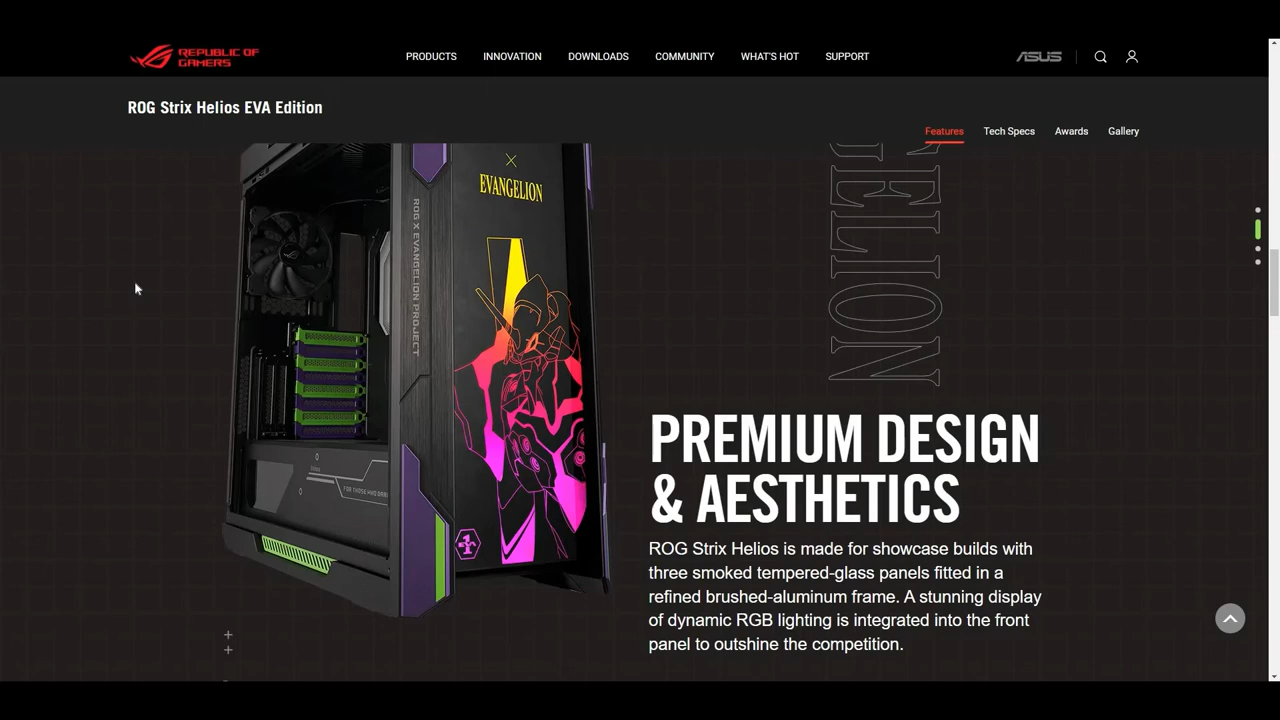 REPUBLIC OF
GAMERS
PRODUCTS
INNOVATION
DOWNLOADS
COMMUNITY
WHAT'S HOT
SUPPORT
ASUS
ROG Strix Helios EVA Edition
Features
Tech Specs
Awards
Gallery
×
EVANGELION
ROG X EVANGELION PROJECT
GELION
PREMIUM DESIGN
& AESTHETICS
ROG Strix Helios is made for showcase builds with
three smoked tempered-glass panels fitted in a
refined brushed-aluminum frame. A stunning display
of dynamic RGB lighting is integrated into the front
panel to outshine the competition.